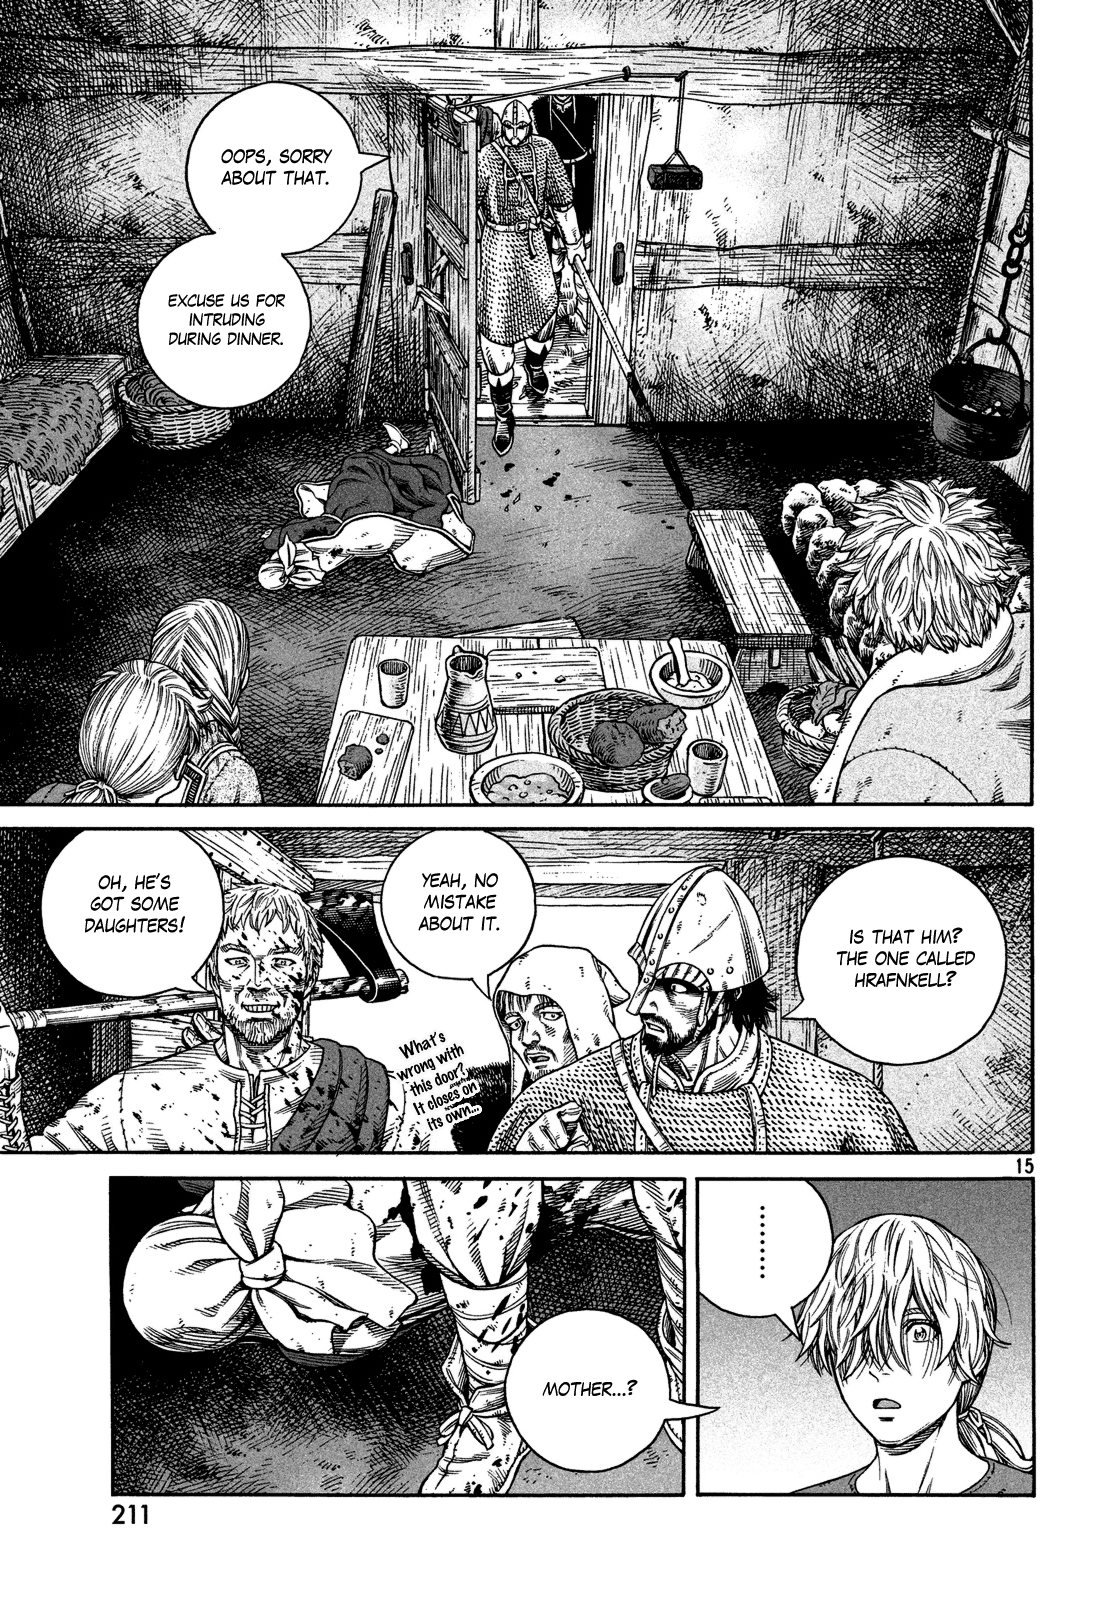 OOPS, SORRY
ABOUT THAT.
EXCUSE US FOR
INTRUDING
DURING DINNER.
IS THAT HIM?
THE ONE CALLED
HRAFNKELL?
YEAH, NO
MISTAKE
ABOUT IT.
What's
wrong with
this door?
It closes on
its own...
OH, HE'S
GOT SOME
DAUGHTERS!
15
........
MOTHER...?
211